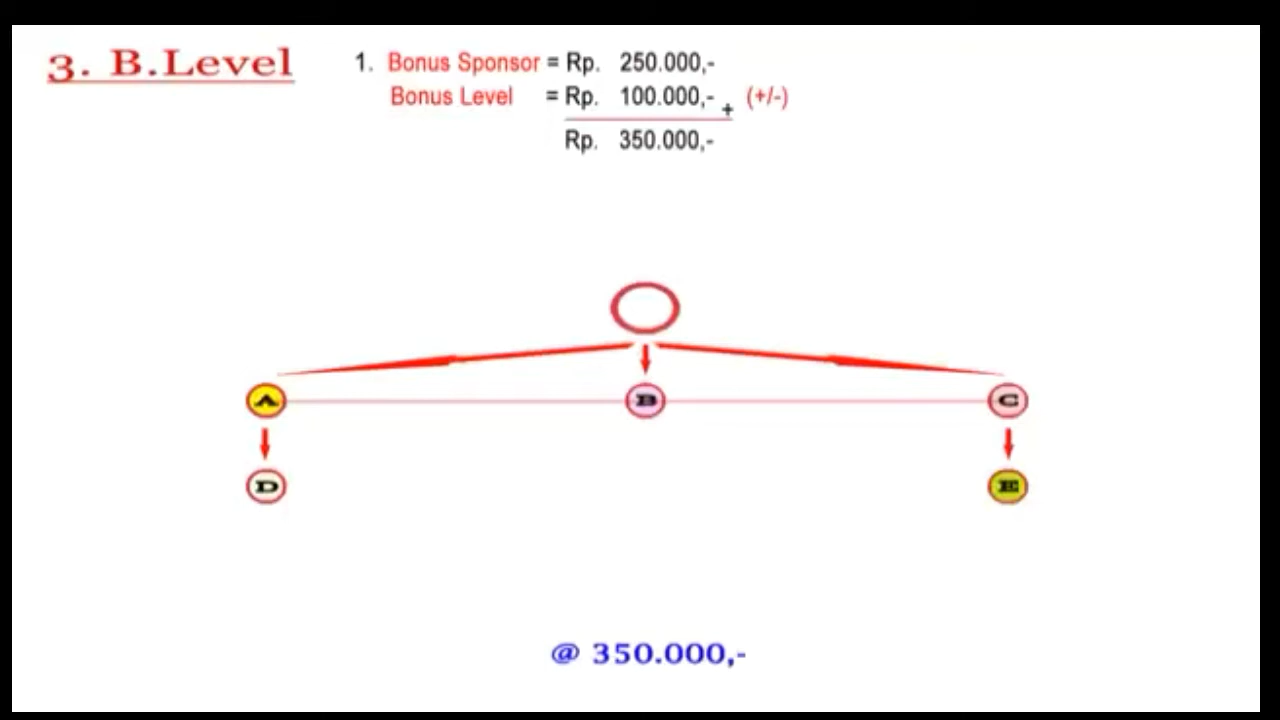 3. B.Level
1. Bonus Sponsor = Rp. 250.000,-
Bonus Level = Rp. 100.000,- + (+/-)
Rp. 350.000,-
A
B
C
D
E
@ 350.000,-